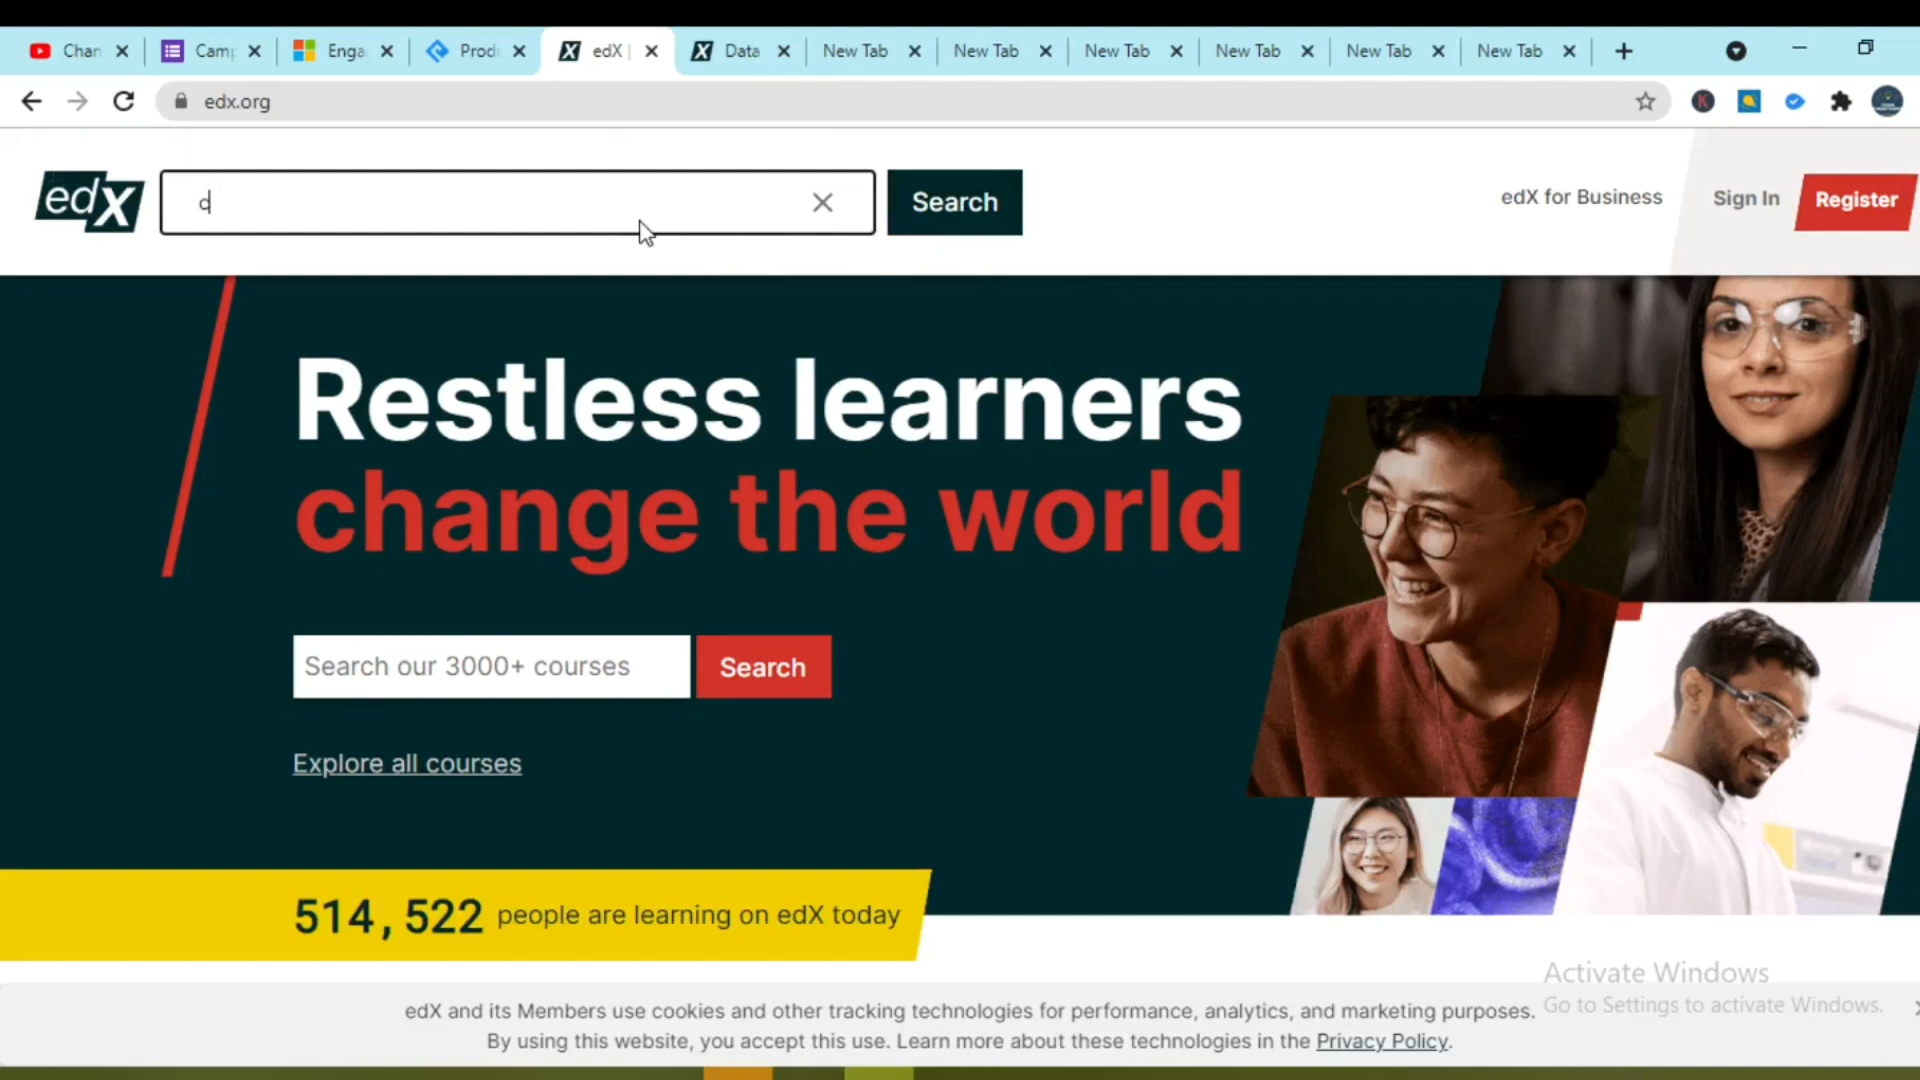 Chan
Cam
Enga
Prod
edX |
Data
New Tab
New Tab
New Tab
New Tab
New Tab
New Tab
edx.org
edX
d
Search
edX for Business
Sign In
Register
Restless learners
change the world
Search our 3000+ courses
Search
Explore all courses
514,522 people are learning on edX today
Activate Windows
Go to Settings to activate Windows.
edX and its Members use cookies and other tracking technologies for performance, analytics, and marketing purposes.
By using this website, you accept this use. Learn more about these technologies in the Privacy Policy.